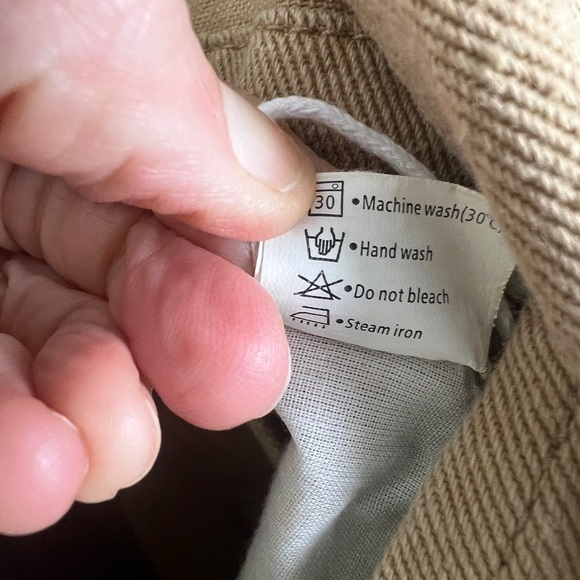 30 •Machine wash(30°C)
•Hand wash
•Do not bleach
•Steam iron